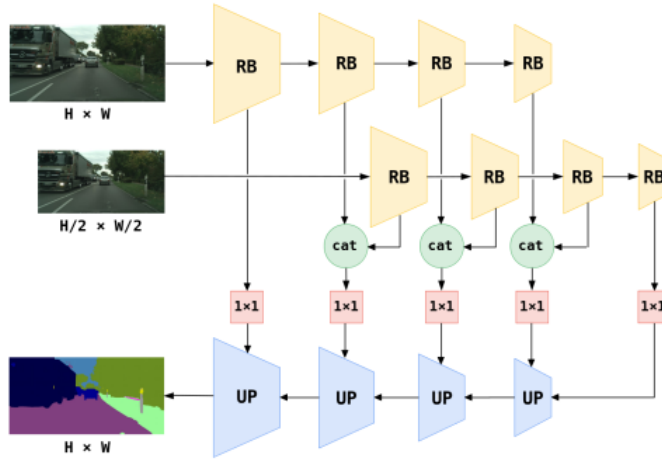 RB
RB
RB
RB
H × W
RB
RB
RB
RB
H/2 × W/2
cat
cat
cat
1×1
1×1
1×1
1×1
1×1
UP
UP
UP
UP
H × W